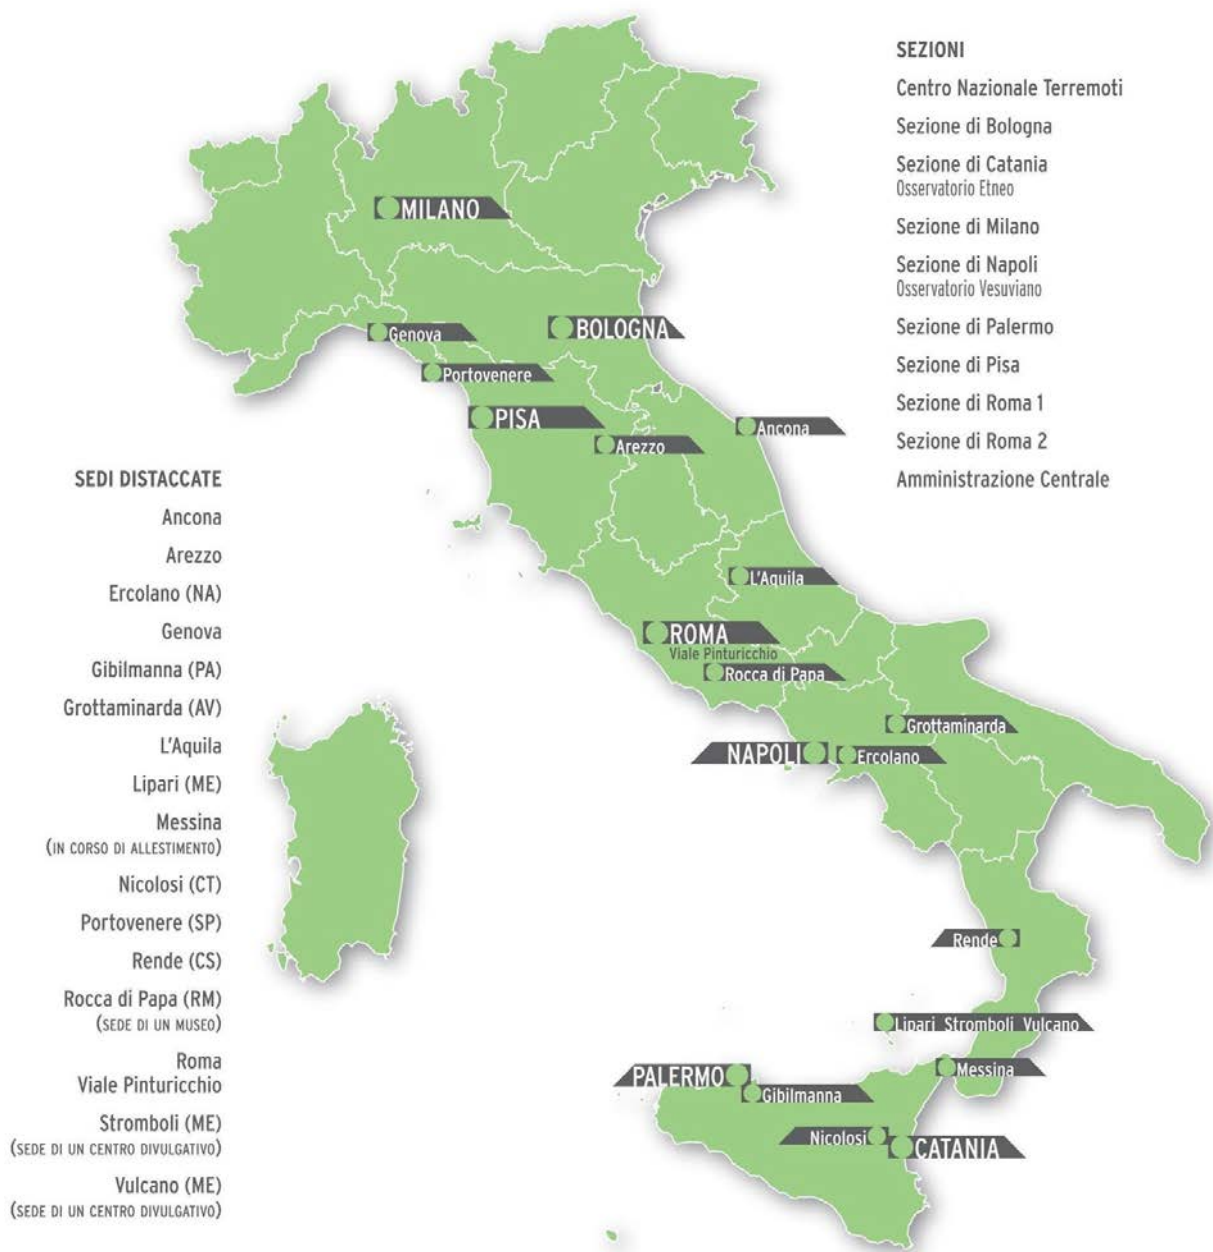 SEZIONI
Centro Nazionale Terremoti
Sezione di Bologna
Sezione di Catania
Osservatorio Etneo
Sezione di Milano
Sezione di Napoli
Osservatorio Vesuviano
Sezione di Palermo
Sezione di Pisa
Sezione di Roma 1
Sezione di Roma 2
Amministrazione Centrale
MILANO
Genova
BOLOGNA
Portovenere
PISA
Arezzo
Ancona
L'Aquila
ROMA
Viale Pinturicchio
Rocca di Papa
Grottaminarda
NAPOLI
Ercolano
Rende
Lipari Stromboli Vulcano
Messina
PALERMO
Gibilmanna
Nicolosi
CATANIA
SEDI DISTACCATE
Ancona
Arezzo
Ercolano (NA)
Genova
Gibilmanna (PA)
Grottaminarda (AV)
L'Aquila
Lipari (ME)
Messina
(IN CORSO DI ALLESTIMENTO)
Nicolosi (CT)
Portovenere (SP)
Rende (CS)
Rocca di Papa (RM)
(SEDE DI UN MUSEO)
Roma
Viale Pinturicchio
Stromboli (ME)
(SEDE DI UN CENTRO DIVULGATIVO)
Vulcano (ME)
(SEDE DI UN CENTRO DIVULGATIVO)